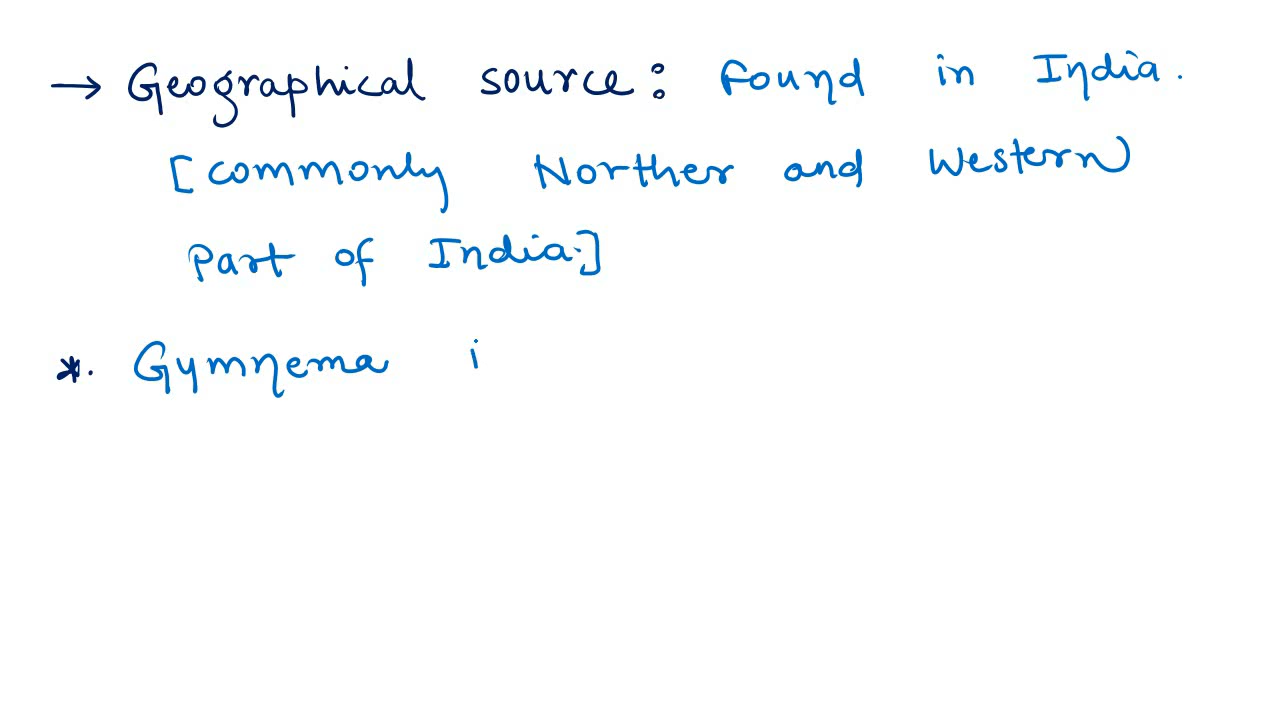 → Geographical source: Found in India.
[commonly Norther and Western
Part of India.]
*. Gymnema i